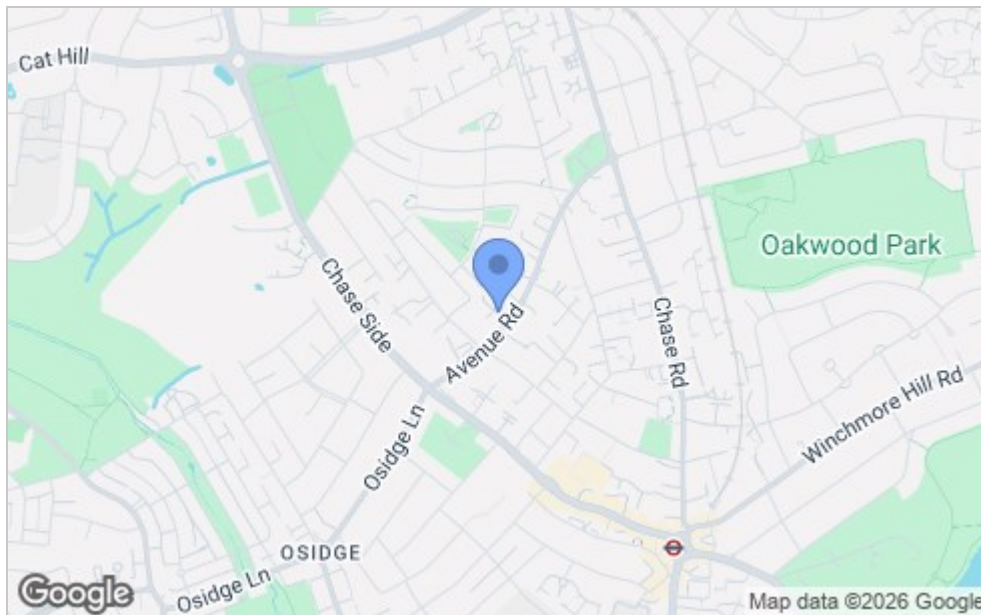 Cat Hill
Oakwood Park
Chase Side
Avenue Rd
Chase Rd
Winchmore Hill Rd
Osidge Ln
OSIDGE
Osidge Ln
Google
Map data ©2026 Google